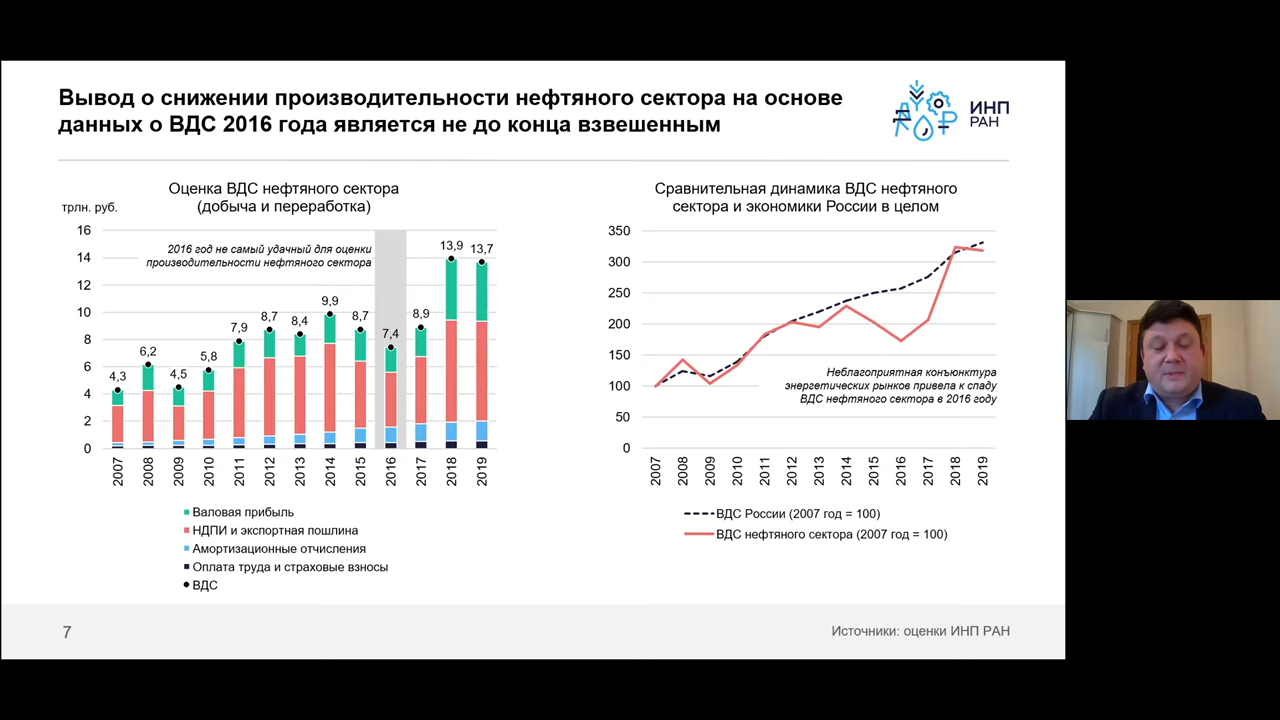 Вывод о снижении производительности нефтяного сектора на основе
данных о ВДС 2016 года является не до конца взвешенным
ИНП
РАН
Оценка ВДС нефтяного сектора
(добыча и переработка)
трлн. руб.
16
14
12
10
8
6
4
2
0
2016 год не самый удачный для оценки
производительности нефтяного сектора
4,3
6,2
4,5
5,8
7,9
8,7
8,4
9,9
8,7
7,4
8,9
13,9
13,7
2007
2008
2009
2010
2011
2012
2013
2014
2015
2016
2017
2018
2019
Валовая прибыль
НДПИ и экспортная пошлина
Амортизационные отчисления
Оплата труда и страховые взносы
ВДС
Сравнительная динамика ВДС нефтяного
сектора и экономики России в целом
350
300
250
200
150
100
50
0
Неблагоприятная конъюнктура
энергетических рынков привела к спаду
ВДС нефтяного сектора в 2016 году
2007
2008
2009
2010
2011
2012
2013
2014
2015
2016
2017
2018
2019
ВДС России (2007 год = 100)
ВДС нефтяного сектора (2007 год = 100)
7
Источники: оценки ИНП РАН